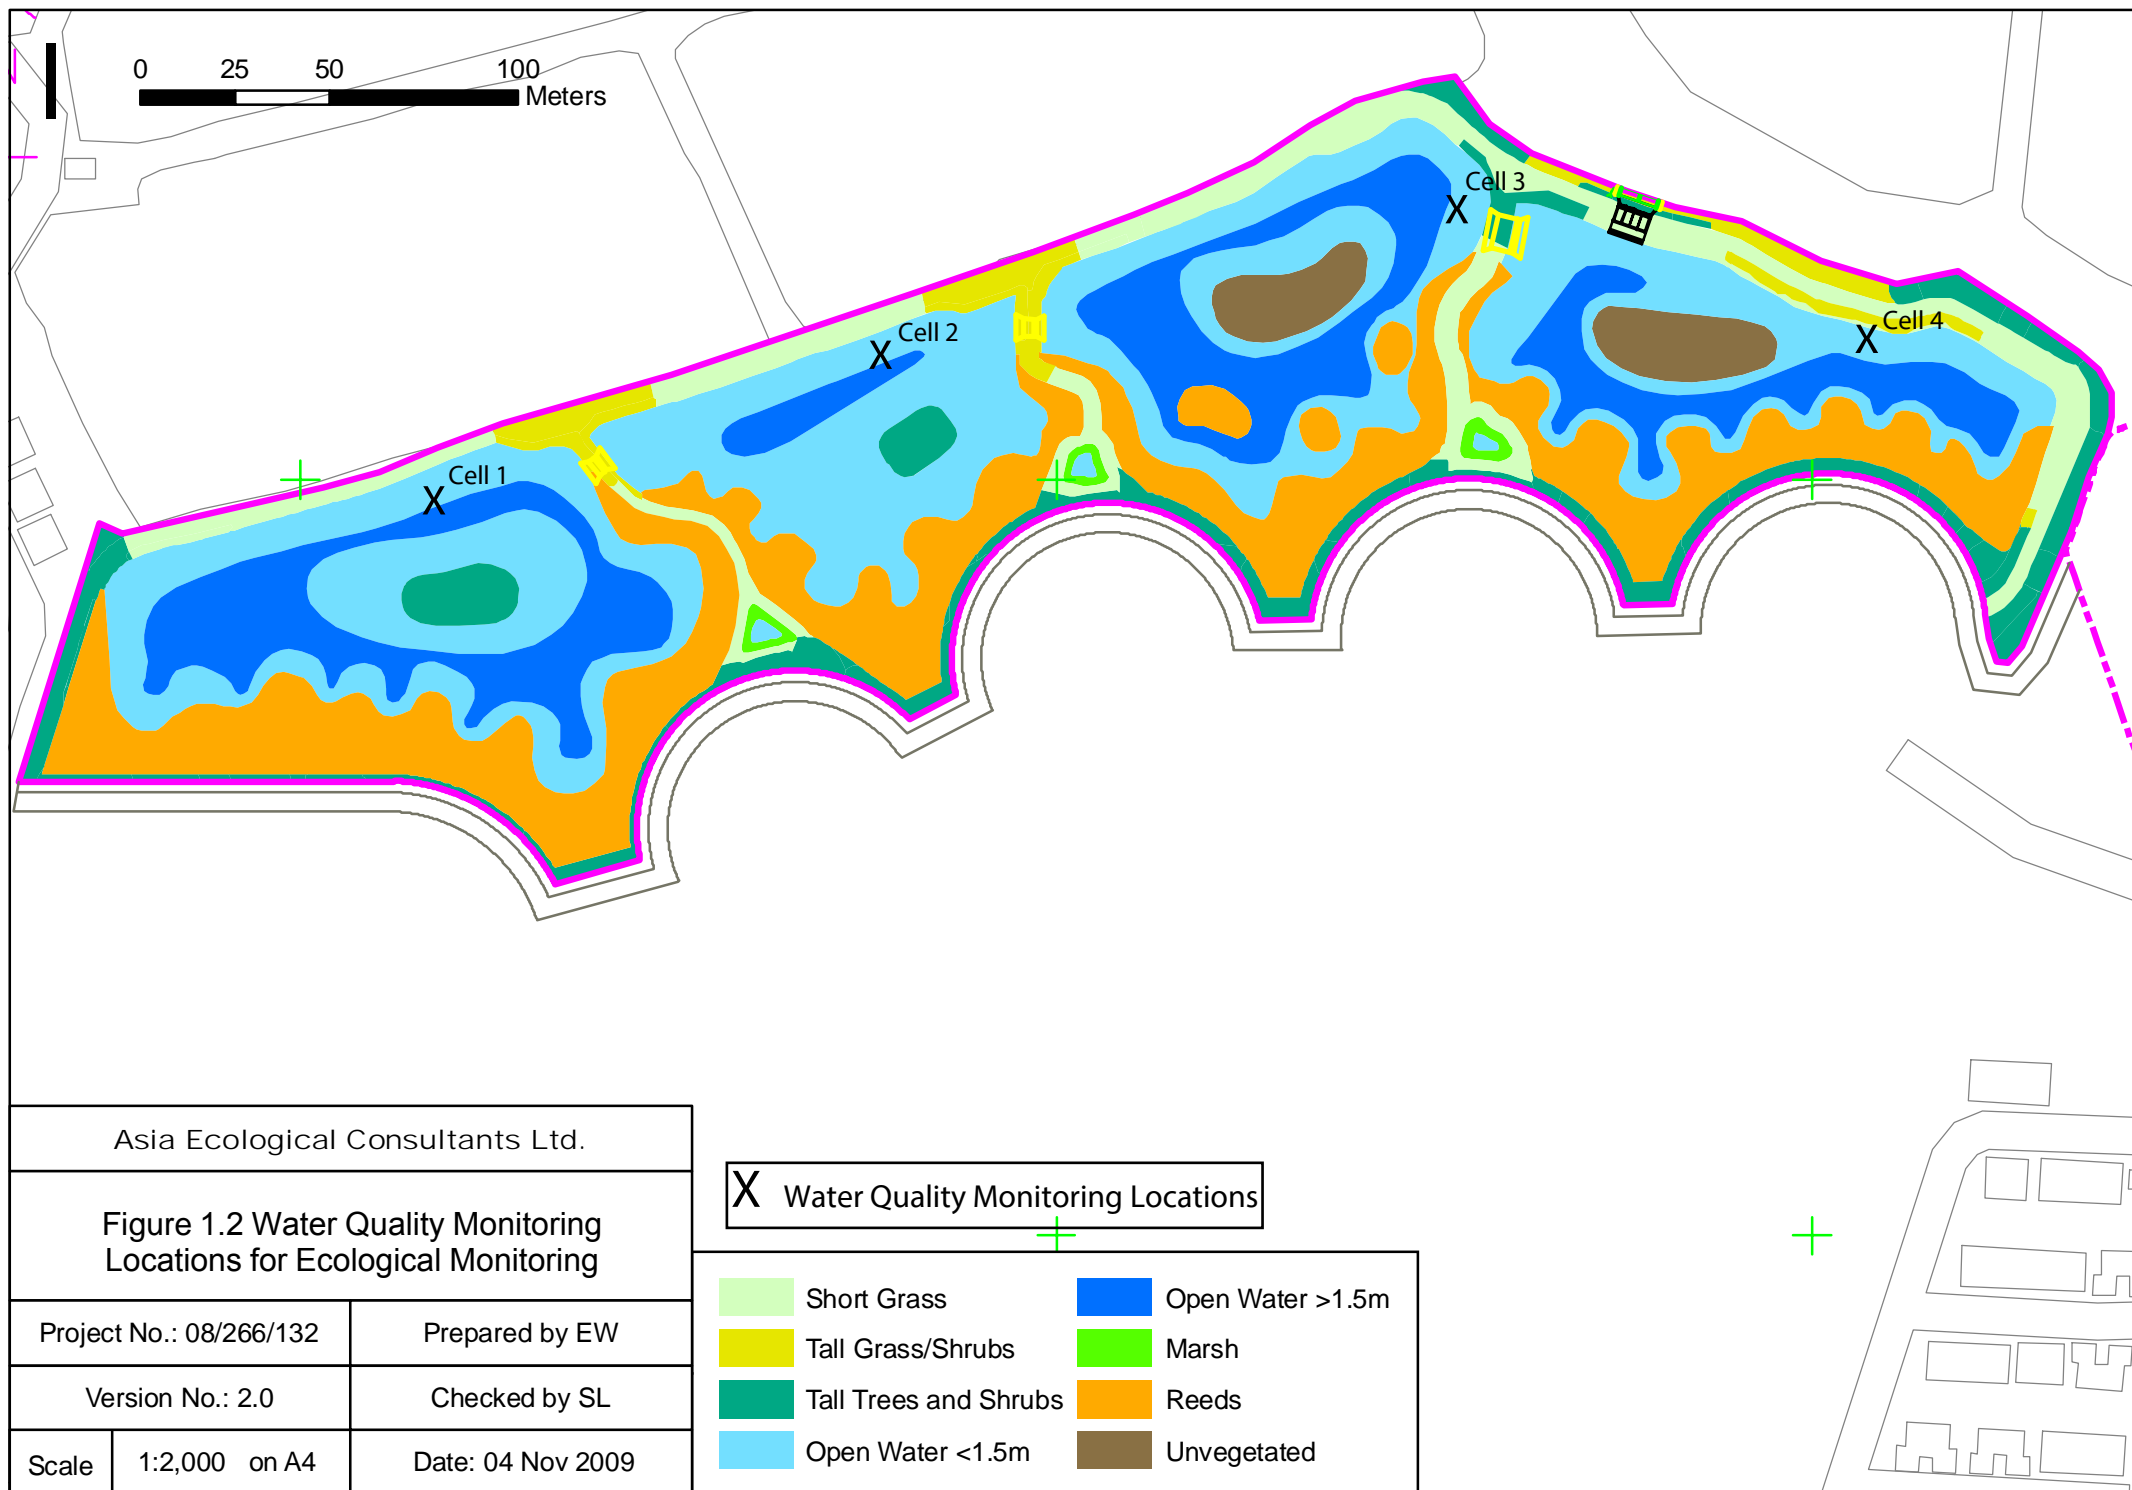 0 25 50 100
Meters
Cell 3
Cell 4
Cell 2
Cell 1
Asia Ecological Consultants Ltd.
Figure 1.2 Water Quality Monitoring
Locations for Ecological Monitoring
Project No.: 08/266/132
Prepared by EW
Version No.: 2.0
Checked by SL
Scale
1:2,000 on A4
Date: 04 Nov 2009
X Water Quality Monitoring Locations
Short Grass
Tall Grass/Shrubs
Tall Trees and Shrubs
Open Water <1.5m
Open Water >1.5m
Marsh
Reeds
Unvegetated